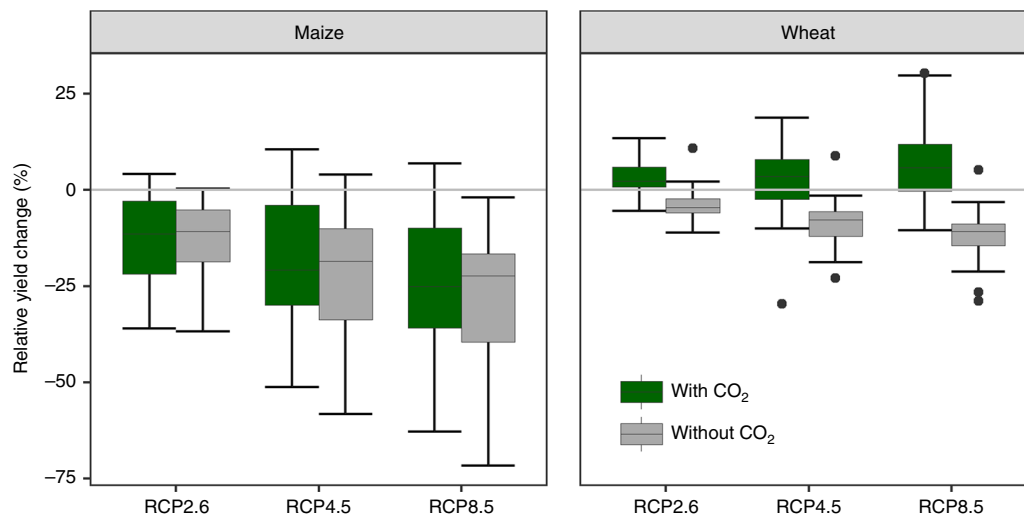 Maize
Wheat
Relative yield change (%)
25
0
−25
−50
−75
With CO₂
Without CO₂
RCP2.6
RCP4.5
RCP8.5
RCP2.6
RCP4.5
RCP8.5